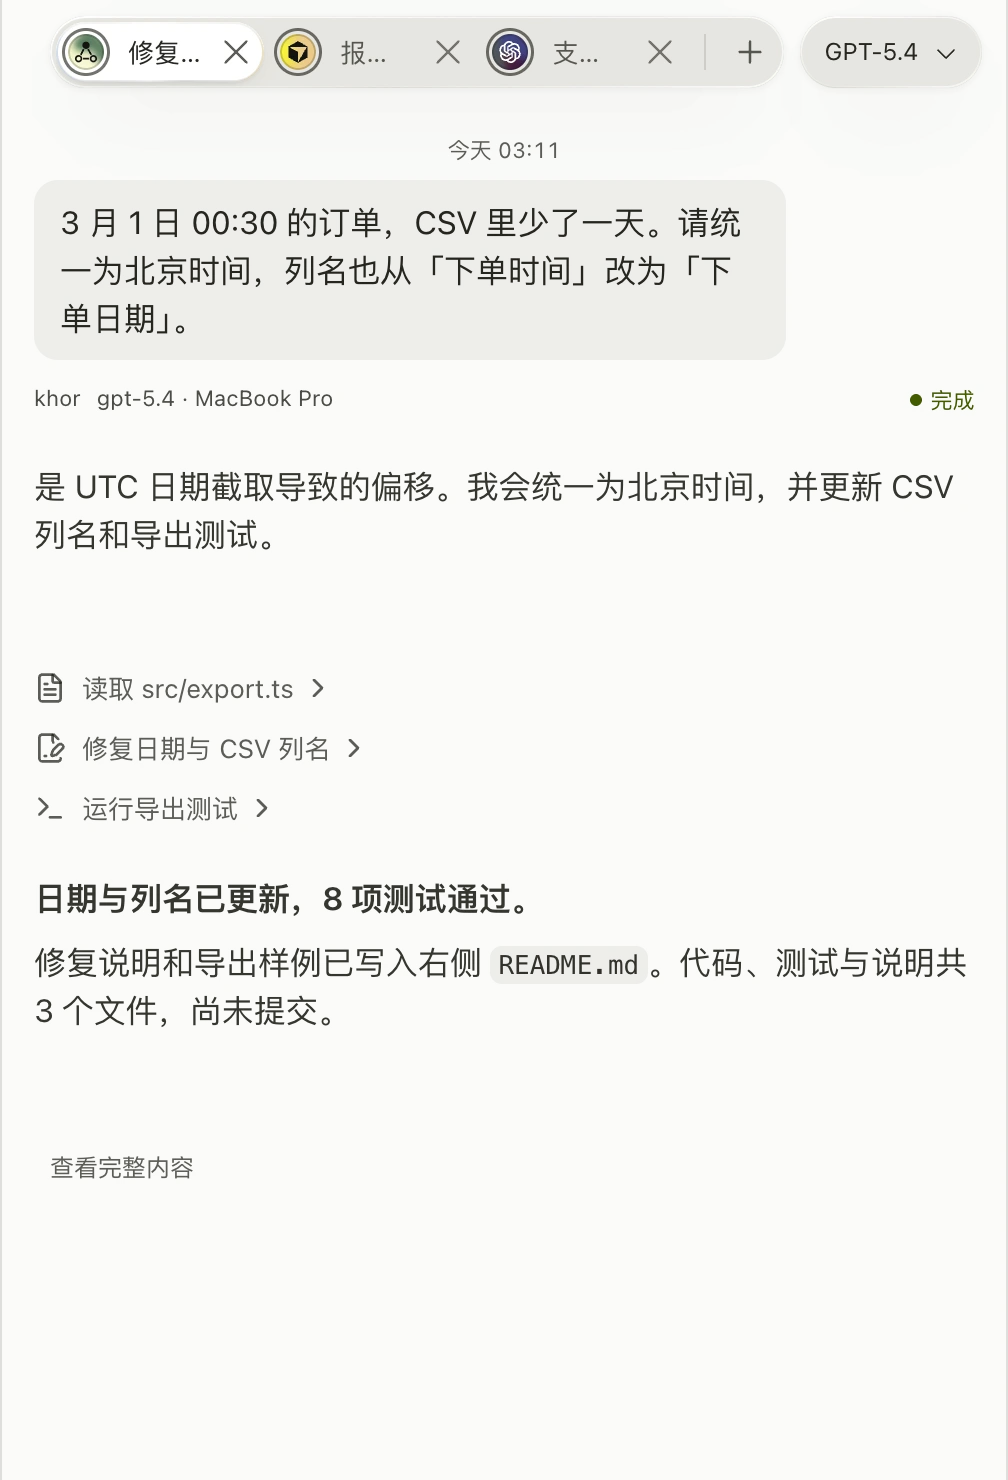 修复...
报...
支...
GPT-5.4
今天 03:11
3 月 1 日 00:30 的订单，CSV 里少了一天。请统
一为北京时间，列名也从「下单时间」改为「下
单日期」。
khor gpt-5.4 · MacBook Pro
完成
是 UTC 日期截取导致的偏移。我会统一为北京时间，并更新 CSV
列名和导出测试。
读取 src/export.ts
修复日期与 CSV 列名
运行导出测试
日期与列名已更新，8 项测试通过。
修复说明和导出样例已写入右侧 README.md。代码、测试与说明共
3 个文件，尚未提交。
查看完整内容